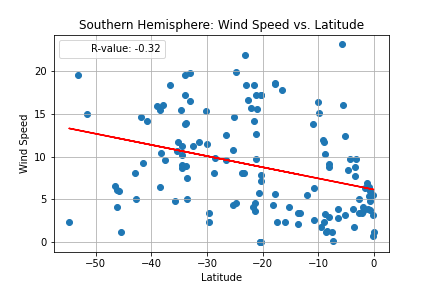 Southern Hemisphere: Wind Speed vs. Latitude
R-value: -0.32
20
15
10
5
0
Wind Speed
−50 −40 −30 −20 −10 0
Latitude